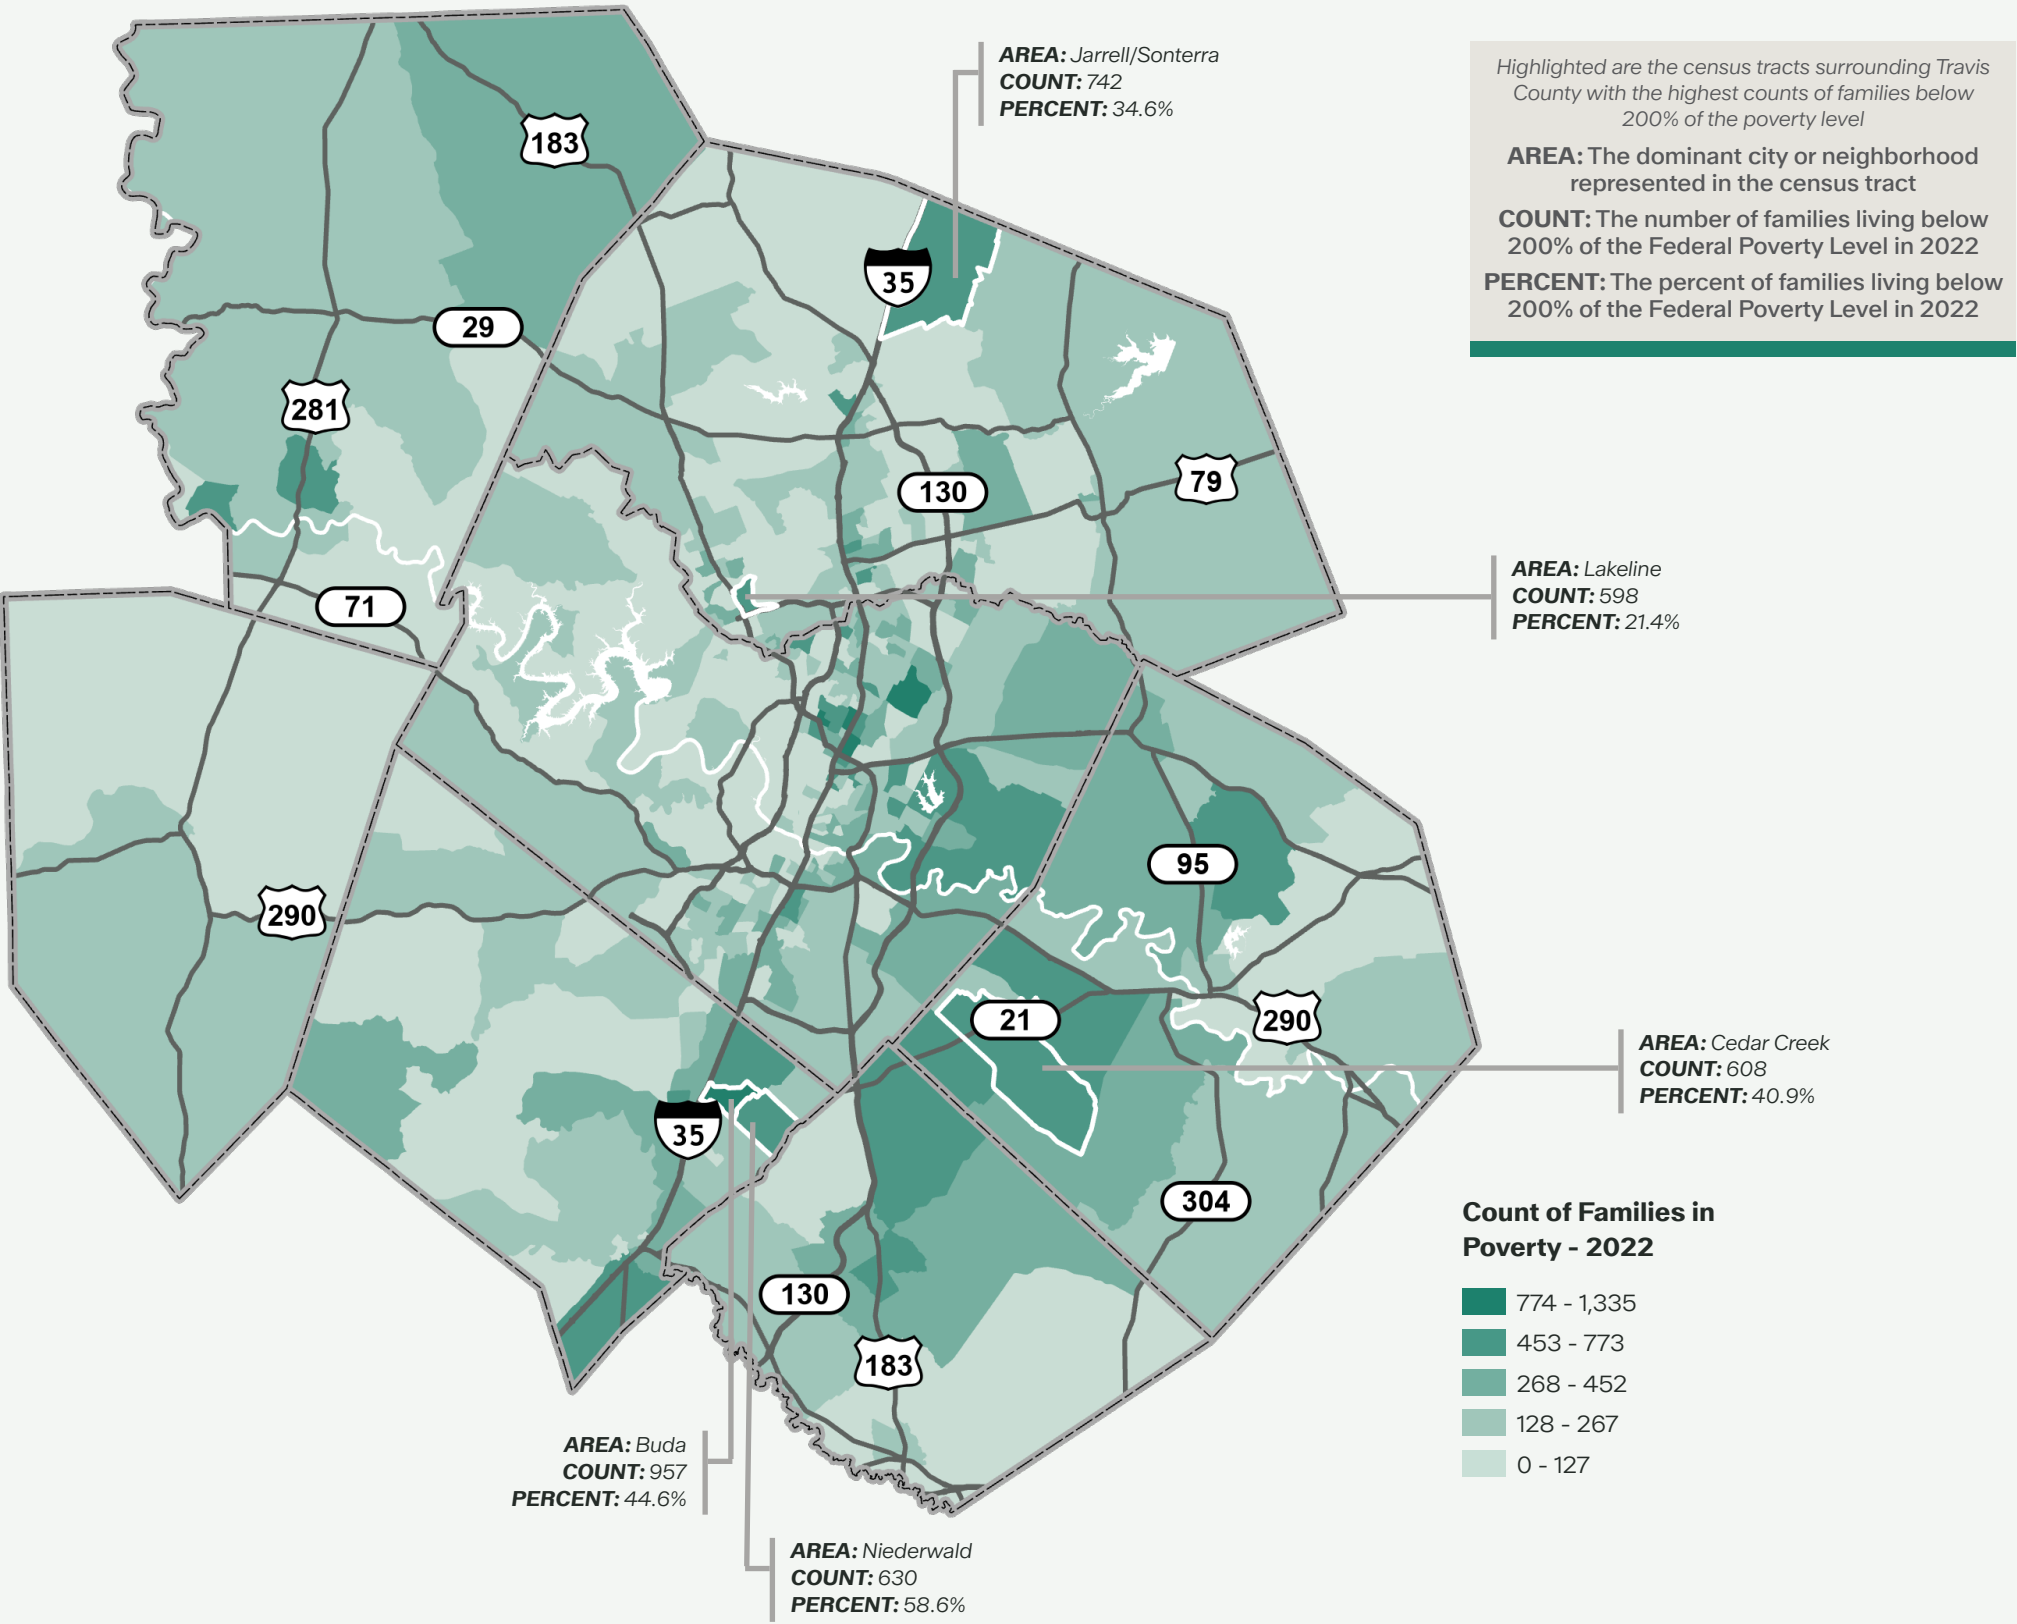 AREA: Jarrell/Sonterra
COUNT: 742
PERCENT: 34.6%
Highlighted are the census tracts surrounding Travis
County with the highest counts of families below
200% of the poverty level
AREA: The dominant city or neighborhood
represented in the census tract
COUNT: The number of families living below
200% of the Federal Poverty Level in 2022
PERCENT: The percent of families living below
200% of the Federal Poverty Level in 2022
183
35
29
281
130
79
71
AREA: Lakeline
COUNT: 598
PERCENT: 21.4%
95
290
21
290
AREA: Cedar Creek
COUNT: 608
PERCENT: 40.9%
35
304
130
183
Count of Families in
Poverty - 2022
774 - 1,335
453 - 773
268 - 452
128 - 267
0 - 127
AREA: Buda
COUNT: 957
PERCENT: 44.6%
AREA: Niederwald
COUNT: 630
PERCENT: 58.6%